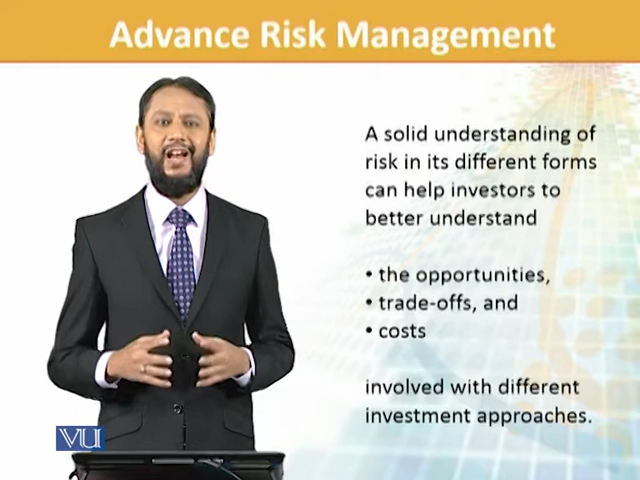 Advance Risk Management
A solid understanding of
risk in its different forms
can help investors to
better understand
• the opportunities,
• trade-offs, and
• costs
involved with different
investment approaches.
VU